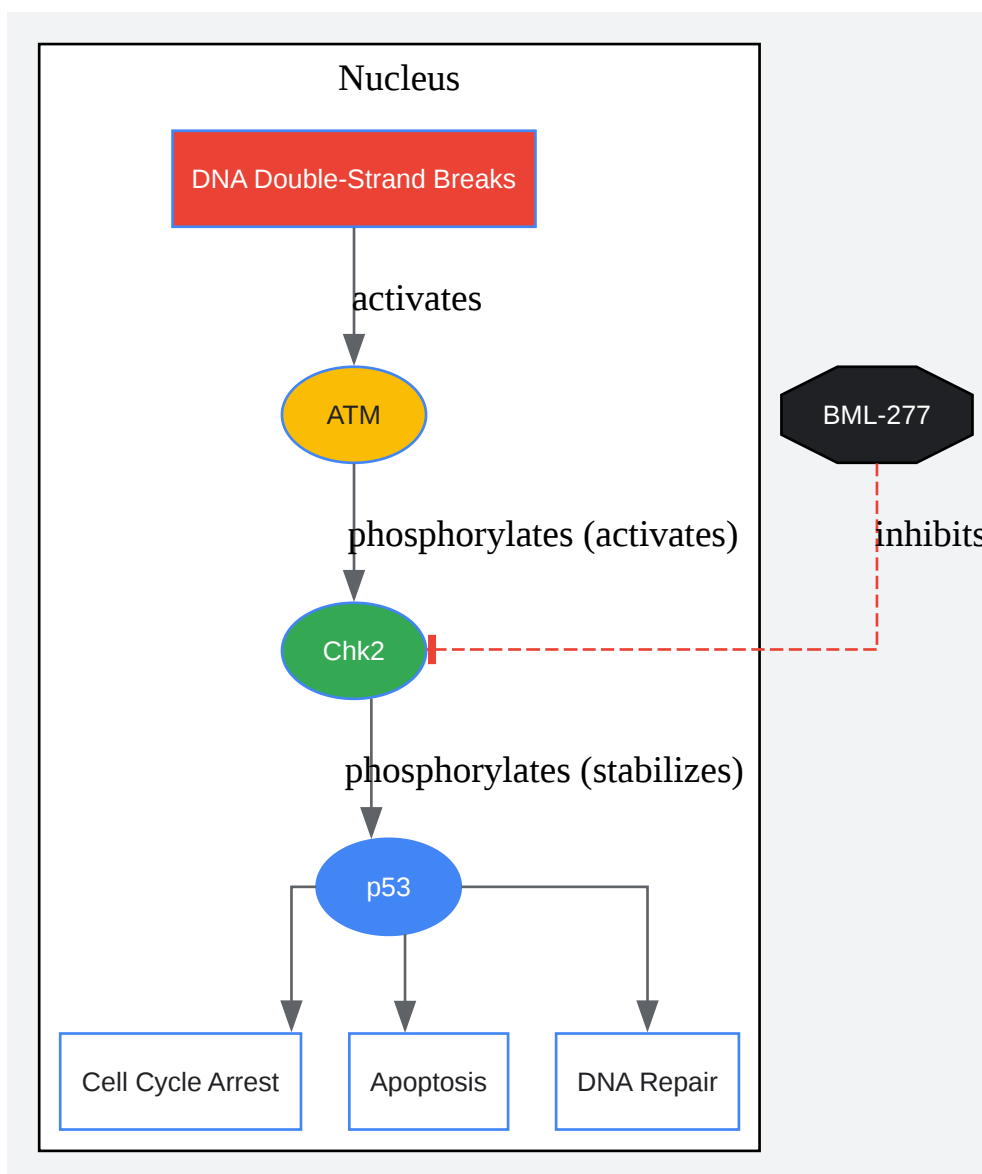 Nucleus
DNA Double-Strand Breaks
activates
ATM
BML-277
phosphorylates (activates)
inhibits
Chk2
phosphorylates (stabilizes)
p53
Cell Cycle Arrest
Apoptosis
DNA Repair